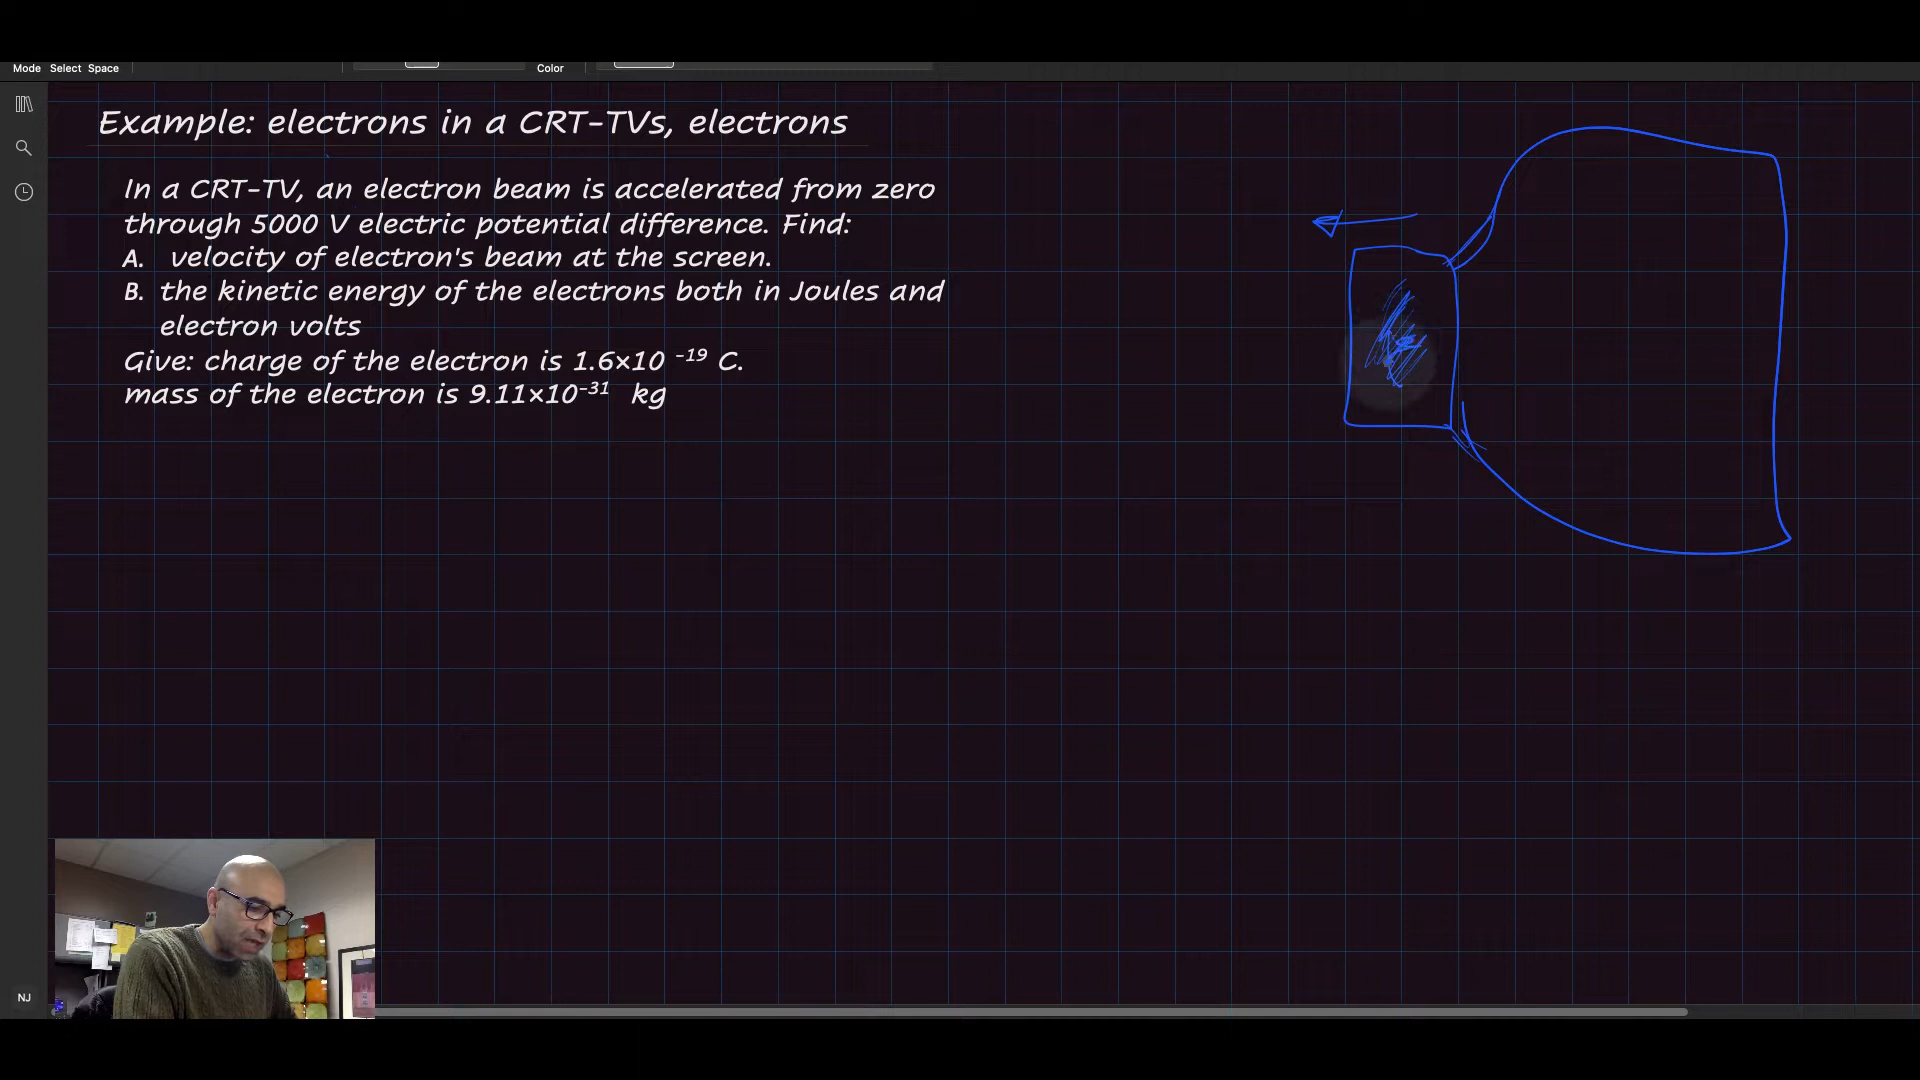 Mode Select Space Color
Example: electrons in a CRT-TVs, electrons
In a CRT-TV, an electron beam is accelerated from zero
through 5000 V electric potential difference. Find:
A. velocity of electron's beam at the screen.
B. the kinetic energy of the electrons both in Joules and
electron volts
Give: charge of the electron is 1.6×10 ⁻¹⁹ C.
mass of the electron is 9.11×10⁻³¹ kg
NJ